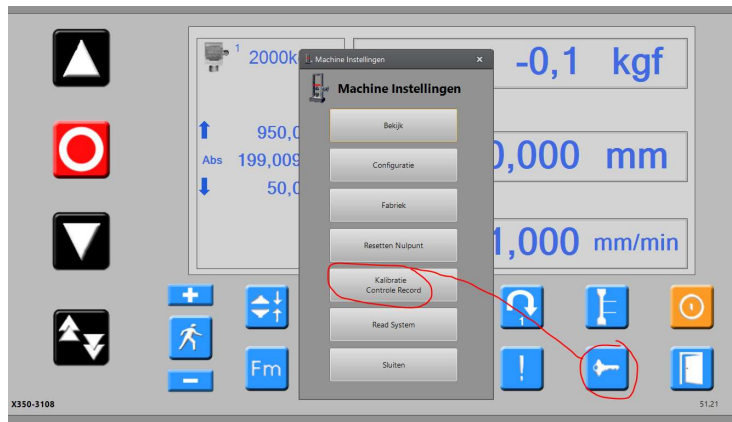 1 2000k
-0,1 kgf
Machine Instellingen ×
Machine Instellingen
Bekijk
950,0
Configuratie
Abs 199,009
0,000 mm
50,0
Fabriek
Resetten Nulpunt
1,000 mm/min
Kalibratie
Controle Record
1
Read System
Fm
!
Sluiten
X350-3108
51.21